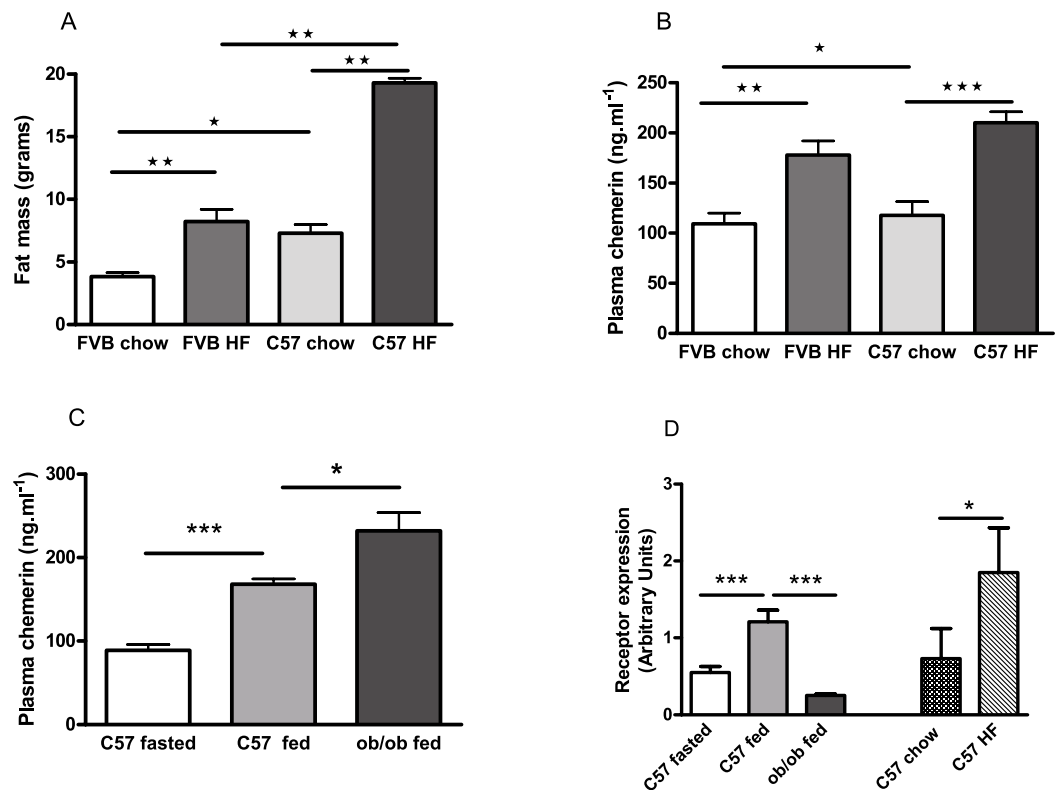 A
Fat mass (grams)
20
15
10
5
0
★★
★★
★
★★
FVB chow FVB HF C57 chow C57 HF
B
Plasma chemerin (ng.ml⁻¹)
250
200
150
100
50
0
★
★★
★★★
FVB chow FVB HF C57 chow C57 HF
C
Plasma chemerin (ng.ml⁻¹)
300
200
100
0
*
***
C57 fasted C57 fed ob/ob fed
D
Receptor expression
(Arbitrary Units)
3
2
1
0
*
*** ***
C57 fasted
C57 fed
ob/ob fed
C57 chow
C57 HF